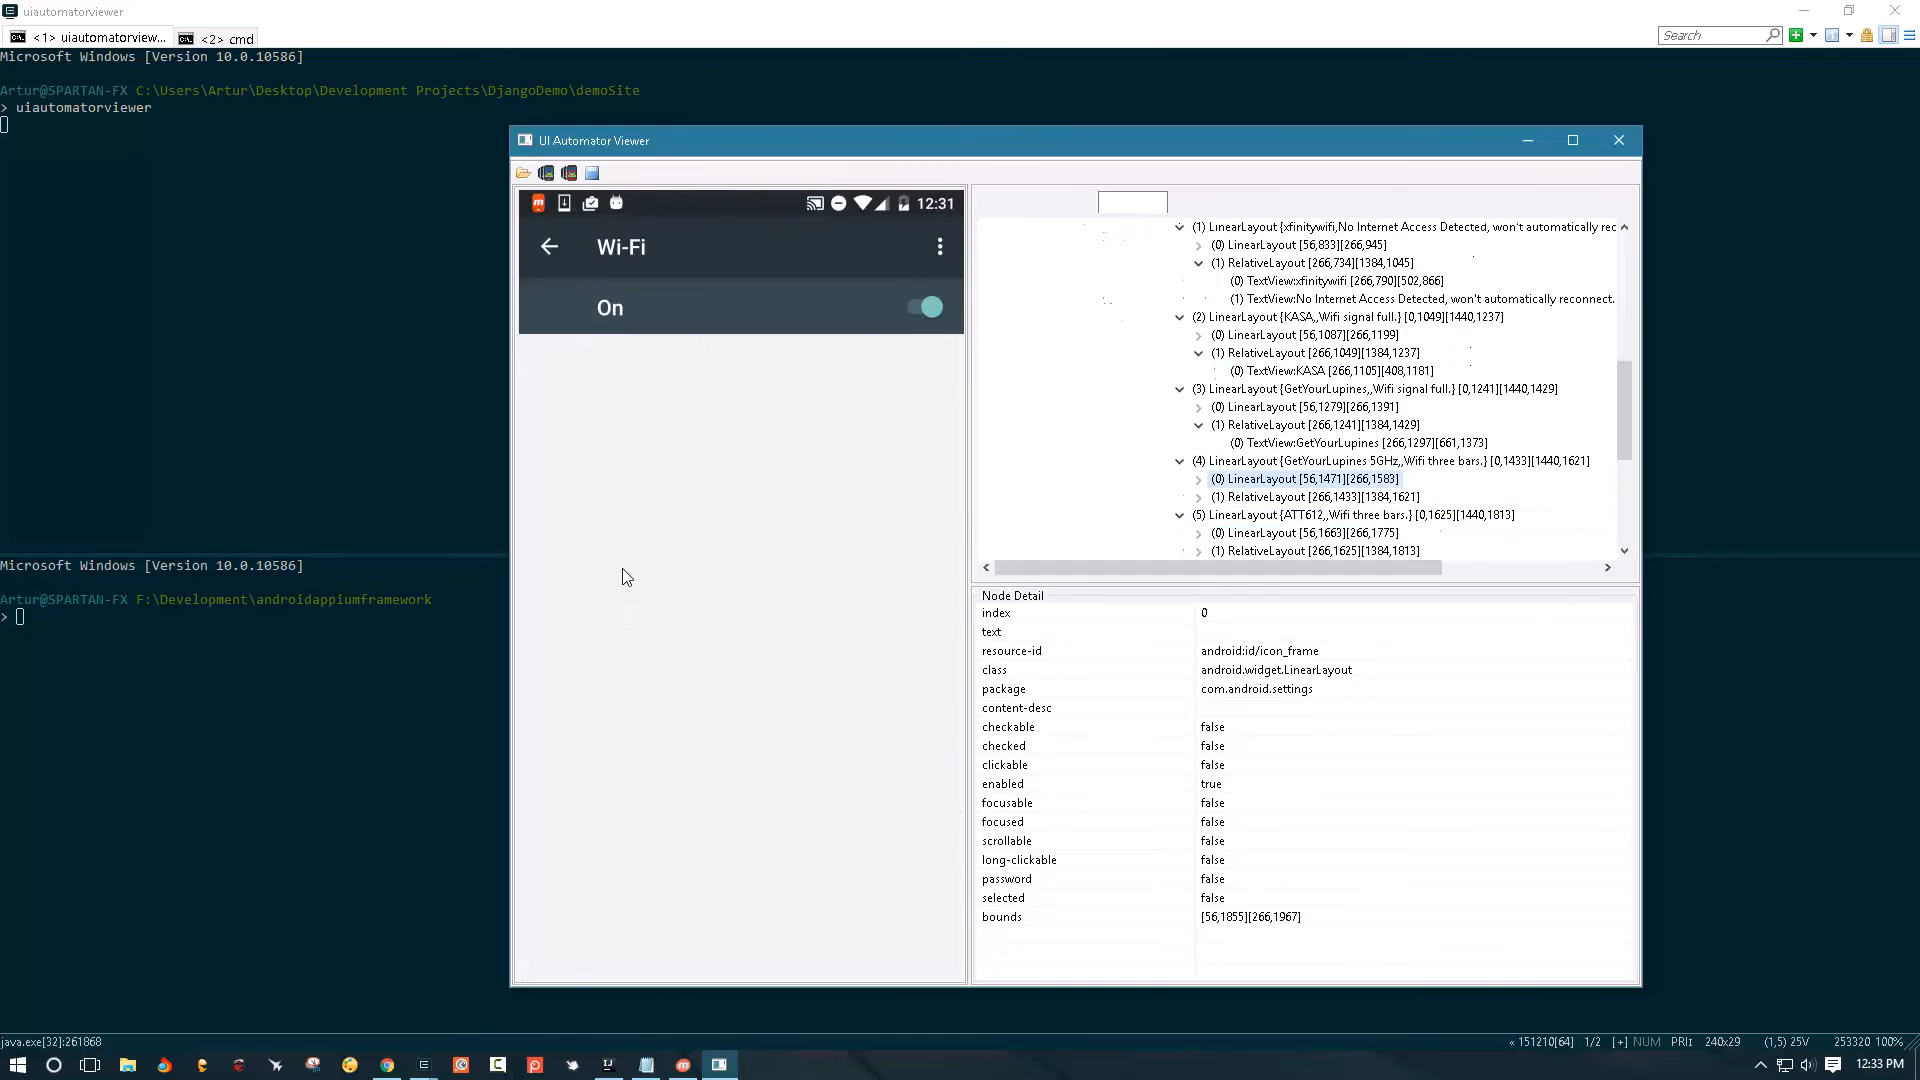 uiautomatorviewer
<1> uiautomatorview...
<2> cmd
Search
Microsoft Windows [Version 10.0.10586]
Artur@SPARTAN-FX C:\Users\Artur\Desktop\Development Projects\DjangoDemo\demoSite
> uiautomatorviewer
UI Automator Viewer
12:31
Wi-Fi
On
(1) LinearLayout {xfinitywifi,No Internet Access Detected, won't automatically rec
(0) LinearLayout [56,833][266,945]
(1) RelativeLayout [266,734][1384,1045]
(0) TextView:xfinitywifi [266,790][502,866]
(1) TextView:No Internet Access Detected, won't automatically reconnect.
(2) LinearLayout {KASA,,Wifi signal full.} [0,1049][1440,1237]
(0) LinearLayout [56,1087][266,1199]
(1) RelativeLayout [266,1049][1384,1237]
(0) TextView:KASA [266,1105][408,1181]
(3) LinearLayout {GetYourLupines,,Wifi signal full.} [0,1241][1440,1429]
(0) LinearLayout [56,1279][266,1391]
(1) RelativeLayout [266,1241][1384,1429]
(0) TextView:GetYourLupines [266,1297][661,1373]
(4) LinearLayout {GetYourLupines 5GHz,,Wifi three bars.} [0,1433][1440,1621]
(0) LinearLayout [56,1471][266,1583]
(1) RelativeLayout [266,1433][1384,1621]
(5) LinearLayout {ATT612,,Wifi three bars.} [0,1625][1440,1813]
(0) LinearLayout [56,1663][266,1775]
(1) RelativeLayout [266,1625][1384,1813]
Node Detail
index 0
text
resource-id android:id/icon_frame
class android.widget.LinearLayout
package com.android.settings
content-desc
checkable false
checked false
clickable false
enabled true
focusable false
focused false
scrollable false
long-clickable false
password false
selected false
bounds [56,1855][266,1967]
Microsoft Windows [Version 10.0.10586]
Artur@SPARTAN-FX F:\Development\androidappiumframework
>
java.exe[32]:261868
« 151210[64] 1/2 [+] NUM PRI: 240x29 (1,5) 25V 253320 100%
12:33 PM